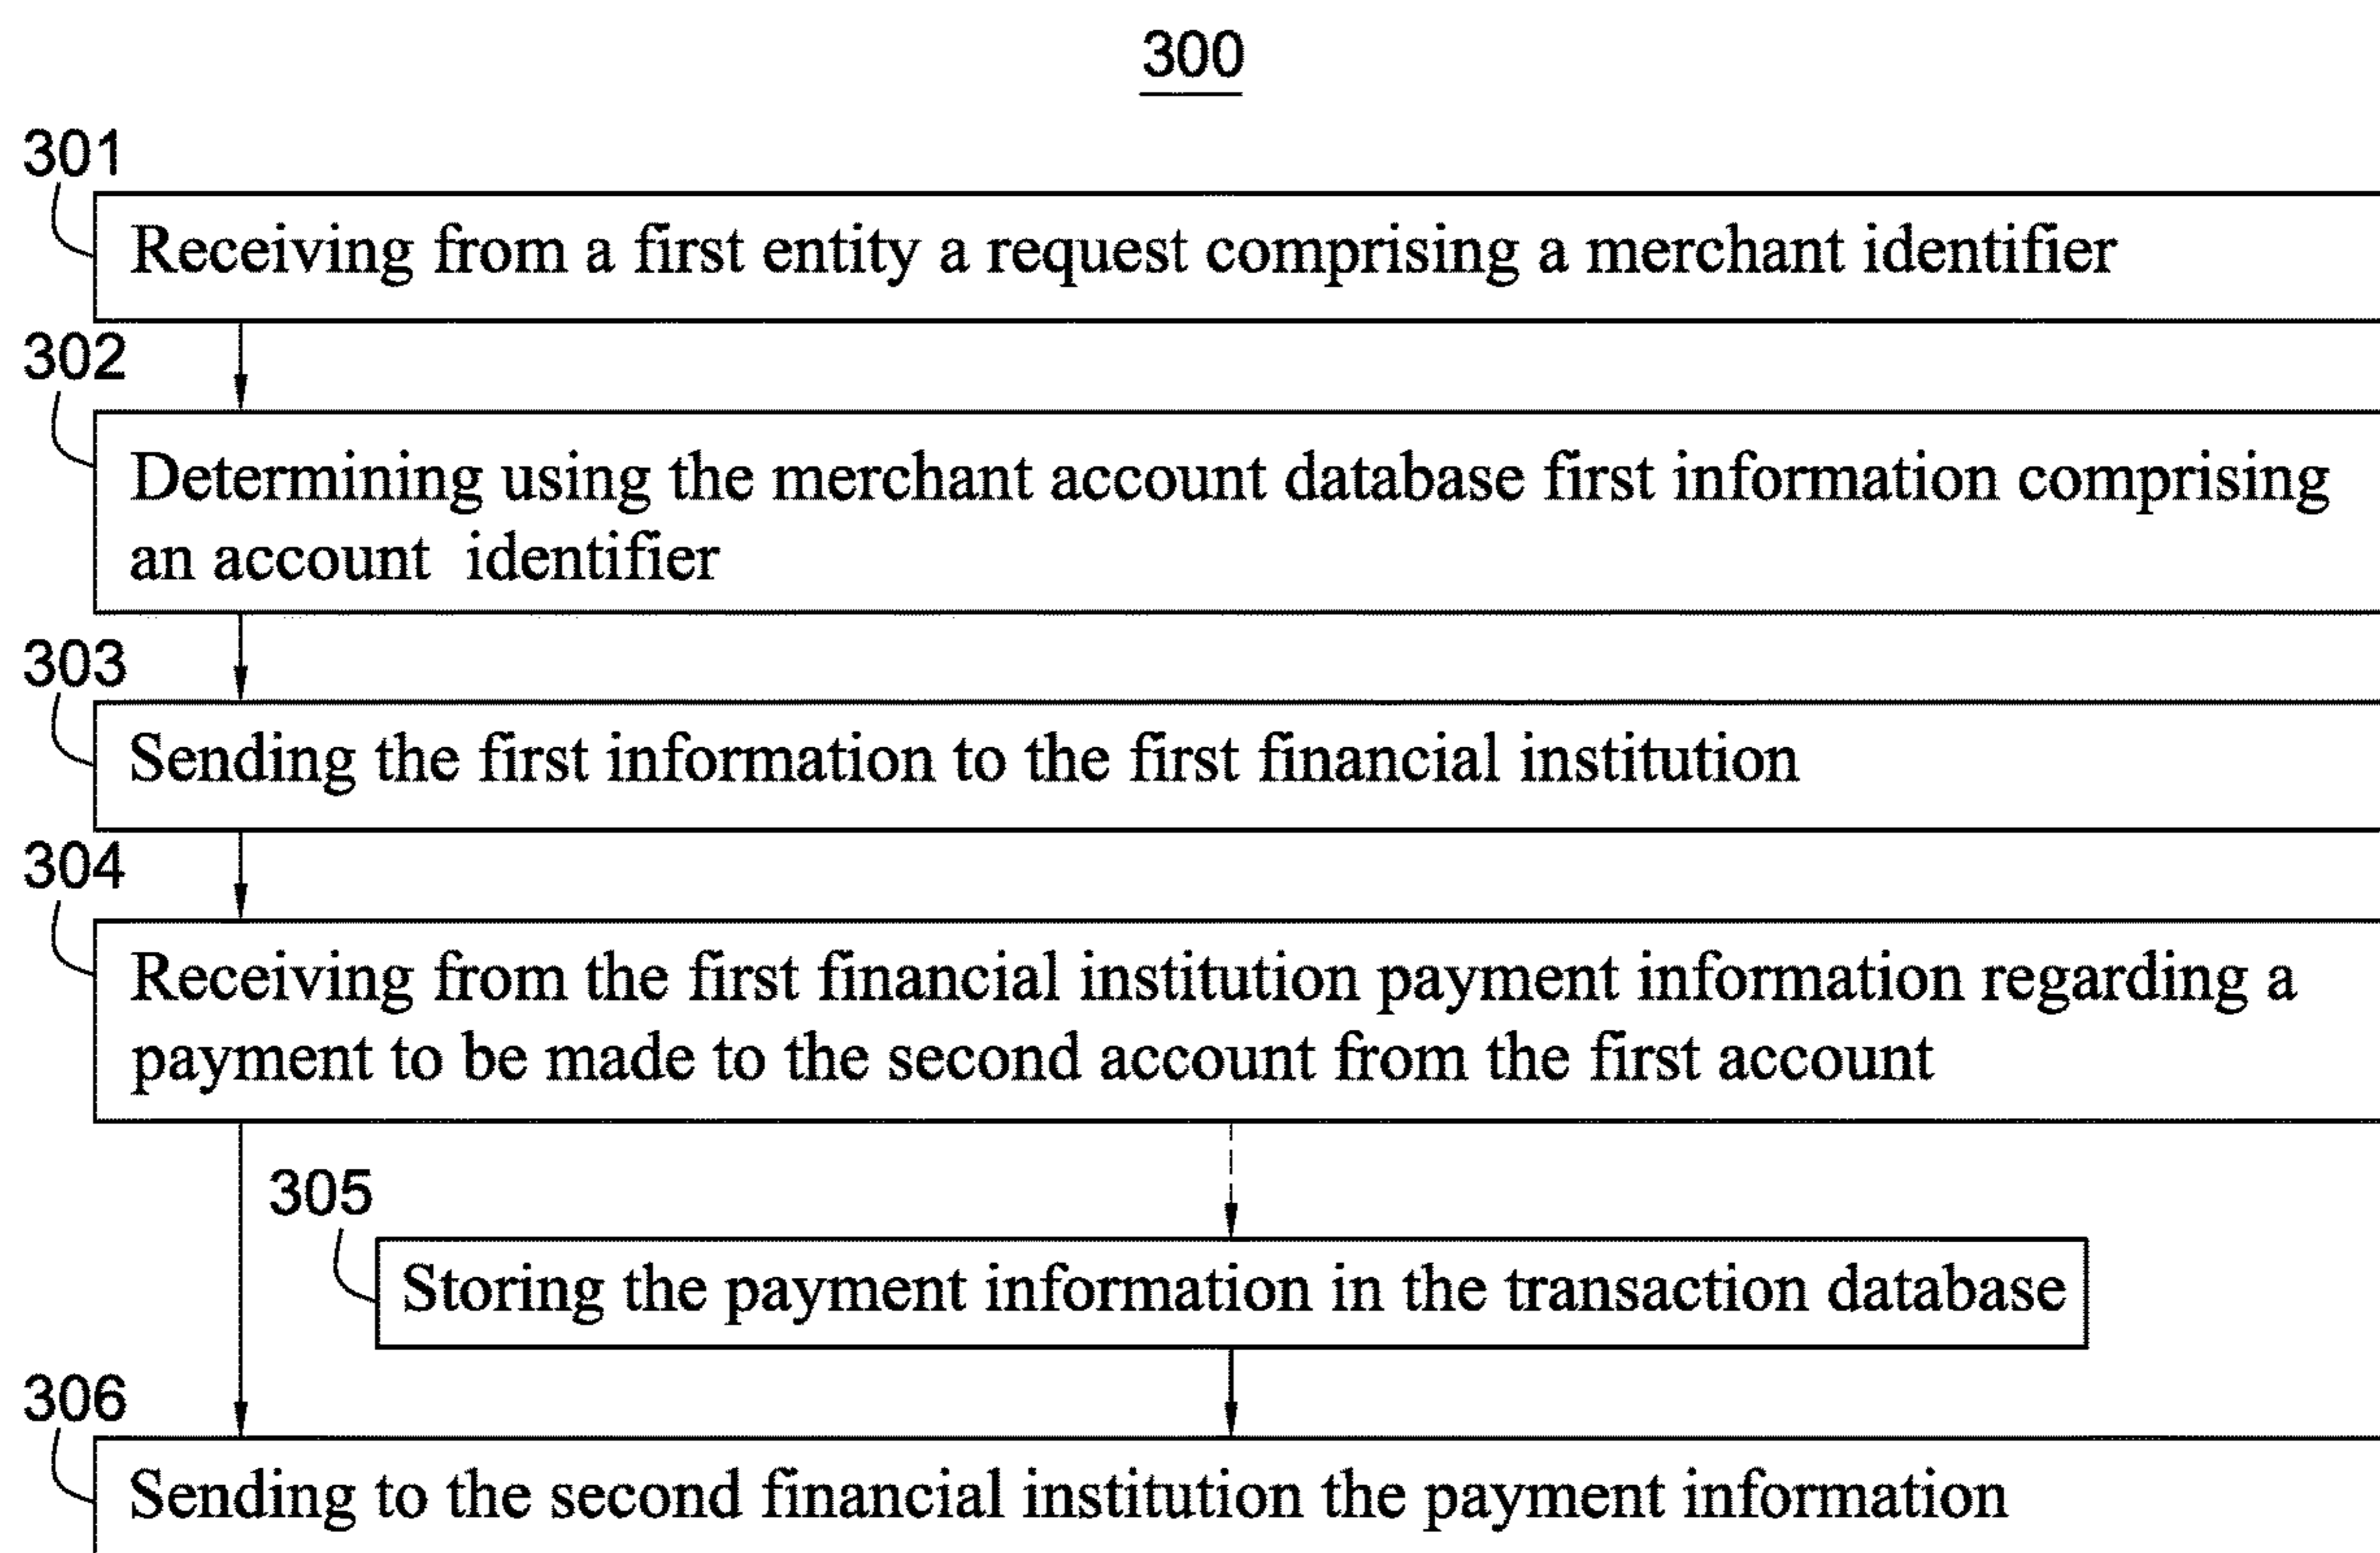 300
301
Receiving from a first entity a request comprising a merchant identifier
302
Determining using the merchant account database first information comprising
an account identifier
303
Sending the first information to the first financial institution
304
Receiving from the first financial institution payment information regarding a
payment to be made to the second account from the first account
305
Storing the payment information in the transaction database
306
Sending to the second financial institution the payment information